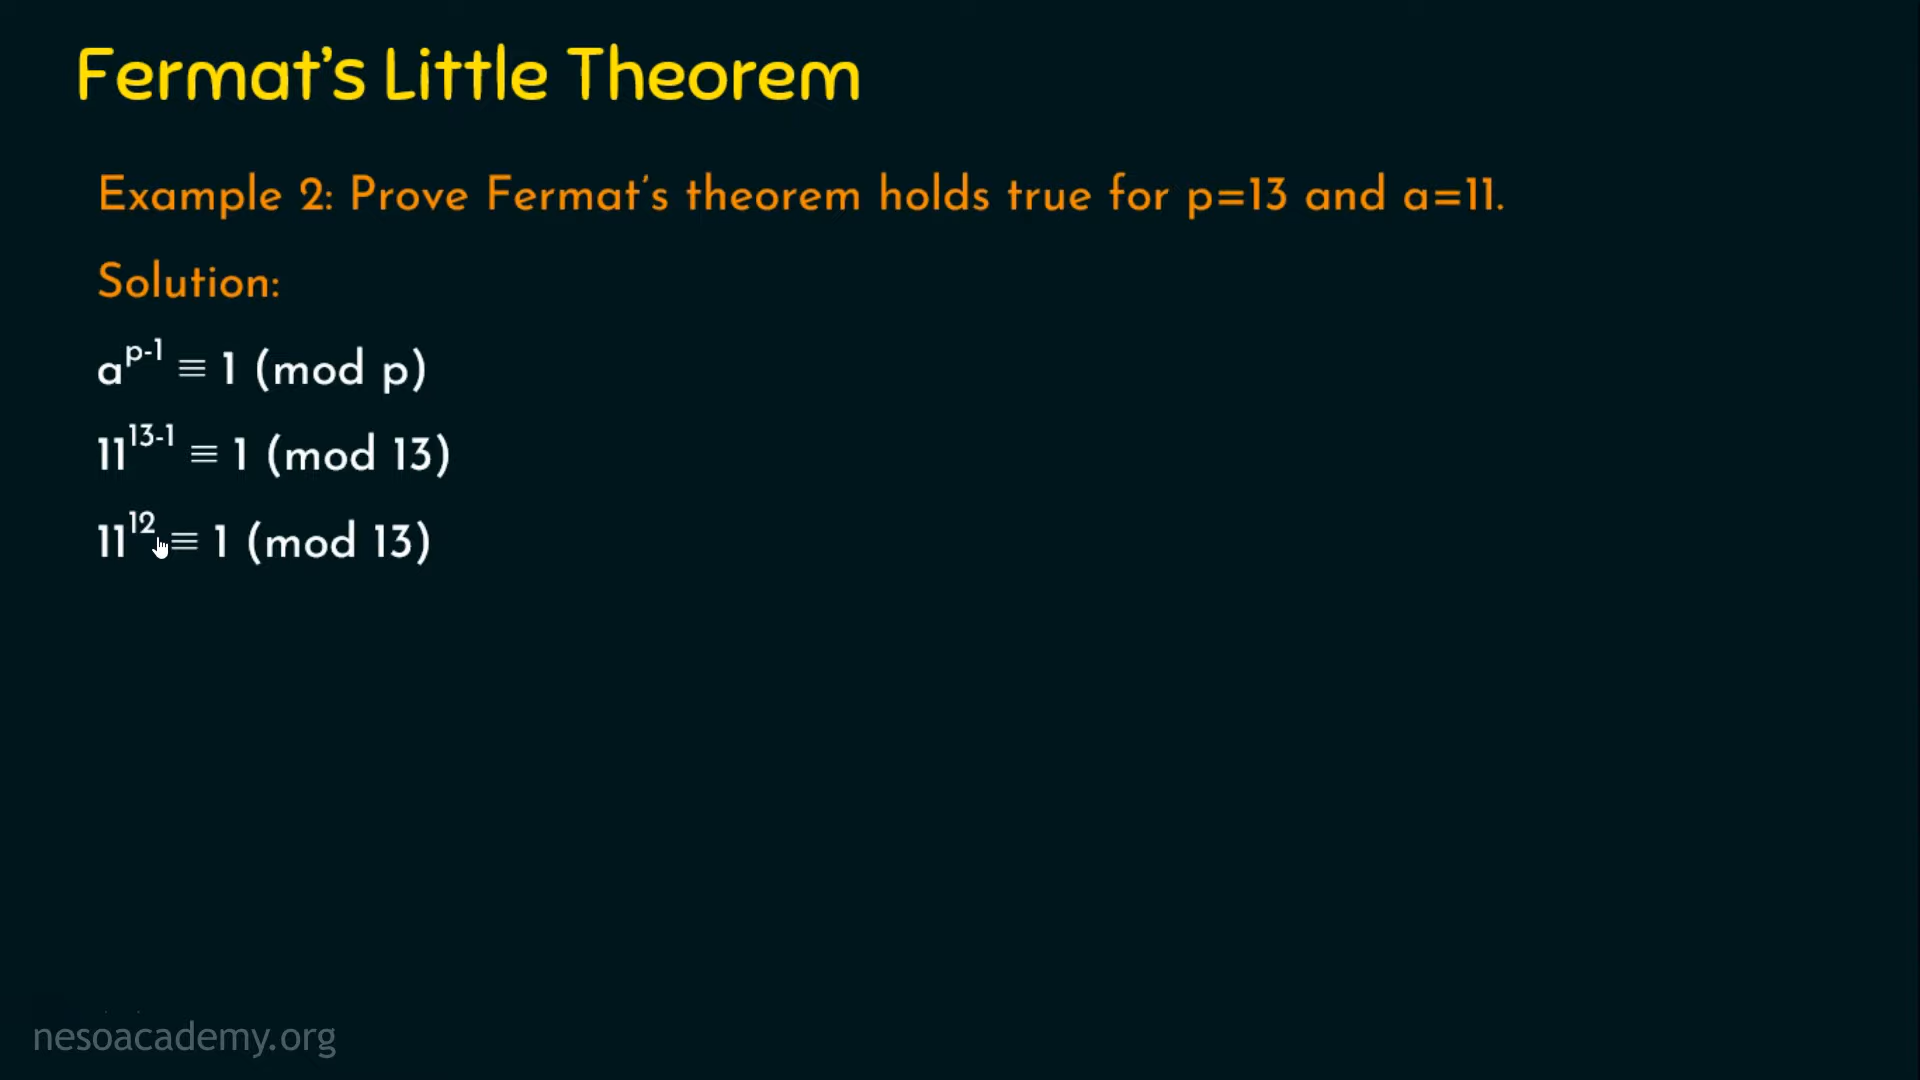 Fermat's Little Theorem
Example 2: Prove Fermat's theorem holds true for p=13 and a=11.
Solution:
a^p-1 ≡ 1 (mod p)
11^13-1 ≡ 1 (mod 13)
11^12 ≡ 1 (mod 13)
nesoacademy.org